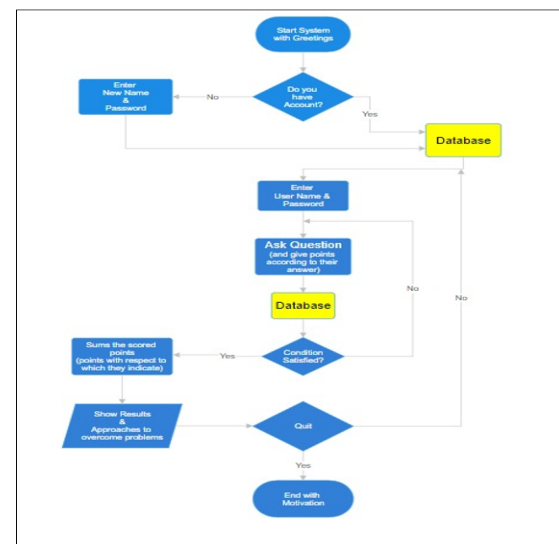 Start System
with Greetings
Enter
New Name
&
Password
No
Do you
have
Account?
Yes
Database
Enter
User Name &
Password
Ask Question
(and give points
according to their
answer)
No
No
Database
Sums the scored
points
(points with respect to
which they indicate)
Yes
Condition
Satisfied?
Show Results
&
Approaches to
overcome problems
Quit
Yes
End with
Motivation